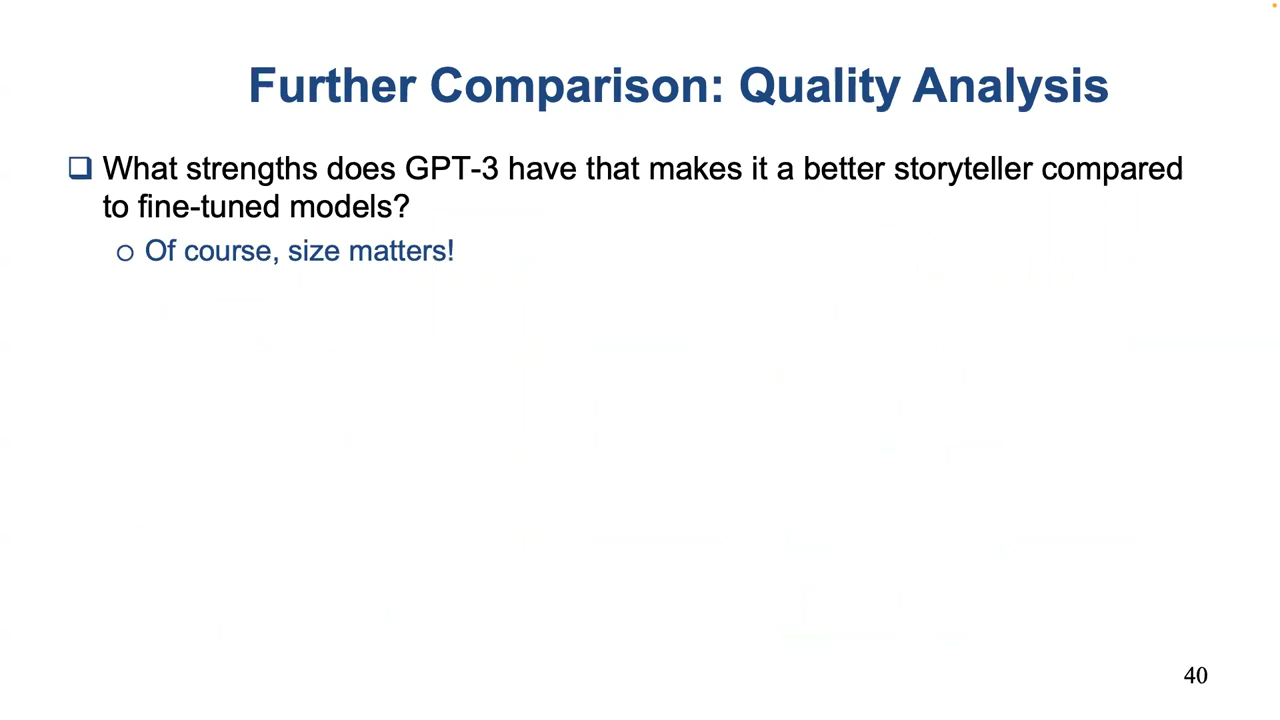 Further Comparison: Quality Analysis
What strengths does GPT-3 have that makes it a better storyteller compared
to fine-tuned models?
Of course, size matters!
40